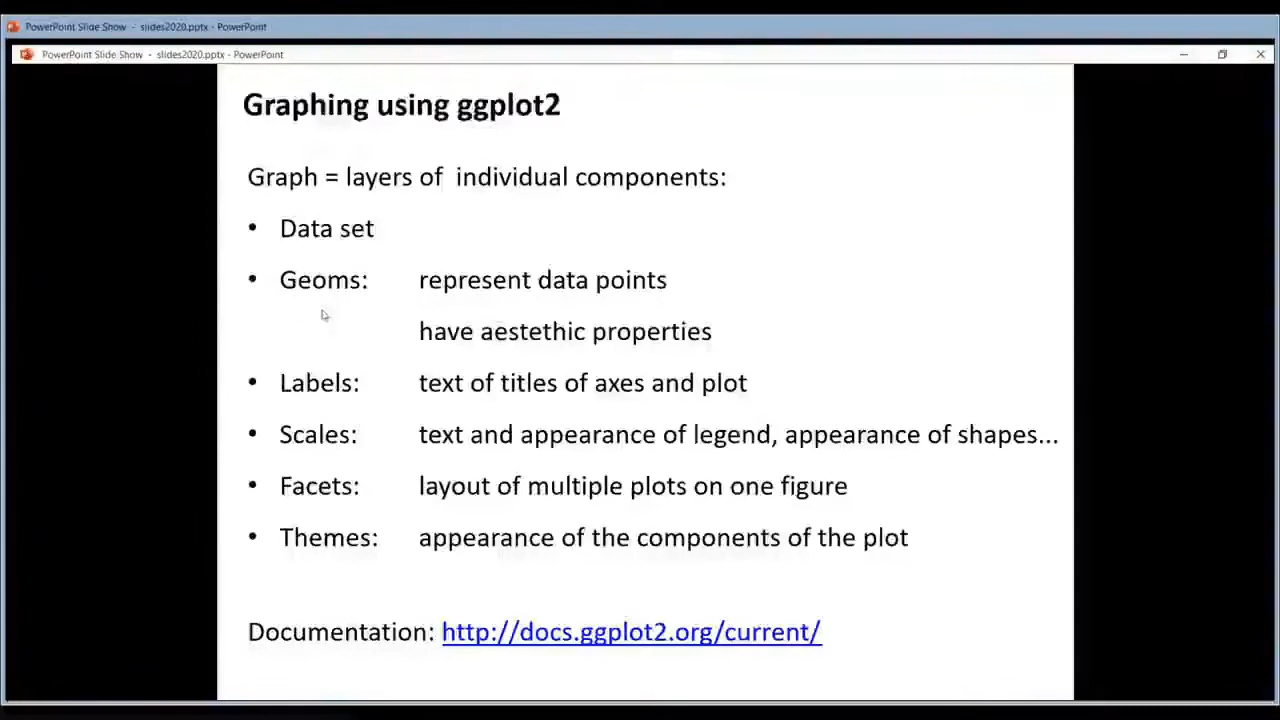 PowerPoint Slide Show - slides2020.pptx - PowerPoint
PowerPoint Slide Show - slides2020.pptx - PowerPoint
Graphing using ggplot2
Graph = layers of individual components:
• Data set
• Geoms: represent data points
have aestethic properties
• Labels: text of titles of axes and plot
• Scales: text and appearance of legend, appearance of shapes...
• Facets: layout of multiple plots on one figure
• Themes: appearance of the components of the plot
Documentation: http://docs.ggplot2.org/current/